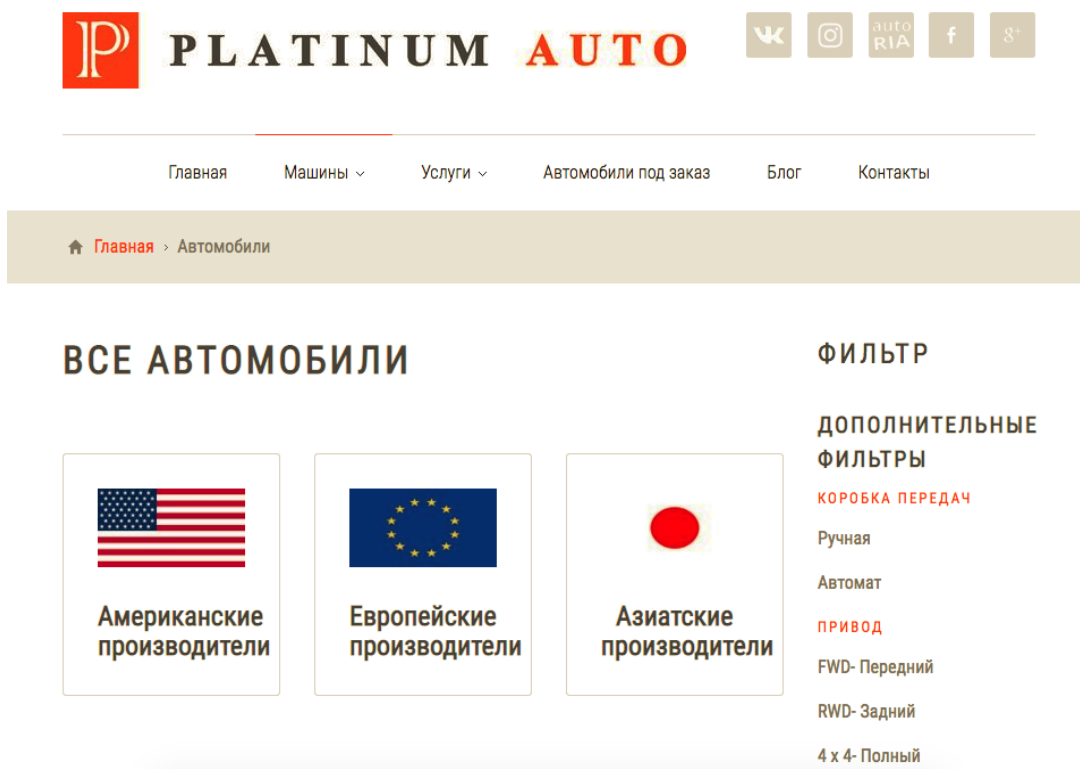 P PLATINUM AUTO
auto RIA
f
g+
Главная Машины Услуги Автомобили под заказ Блог Контакты
Главная › Автомобили
ВСЕ АВТОМОБИЛИ
Американские
производители
Европейские
производители
Азиатские
производители
ФИЛЬТР
ДОПОЛНИТЕЛЬНЫЕ
ФИЛЬТРЫ
КОРОБКА ПЕРЕДАЧ
Ручная
Автомат
ПРИВОД
FWD- Передний
RWD- Задний
4 x 4- Полный